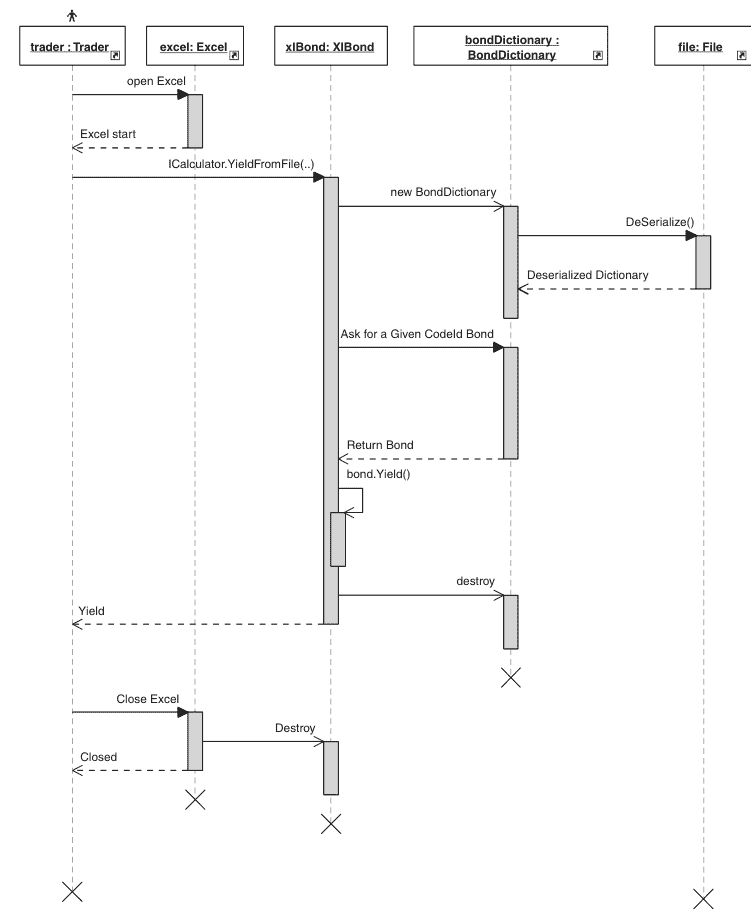 trader : Trader
excel: Excel
xlBond: XlBond
bondDictionary :
BondDictionary
file: File
open Excel
Excel start
ICalculator.YieldFromFile(..)
new BondDictionary
DeSerialize()
Deserialized Dictionary
Ask for a Given CodeId Bond
Return Bond
bond.Yield()
destroy
Yield
Close Excel
Destroy
Closed